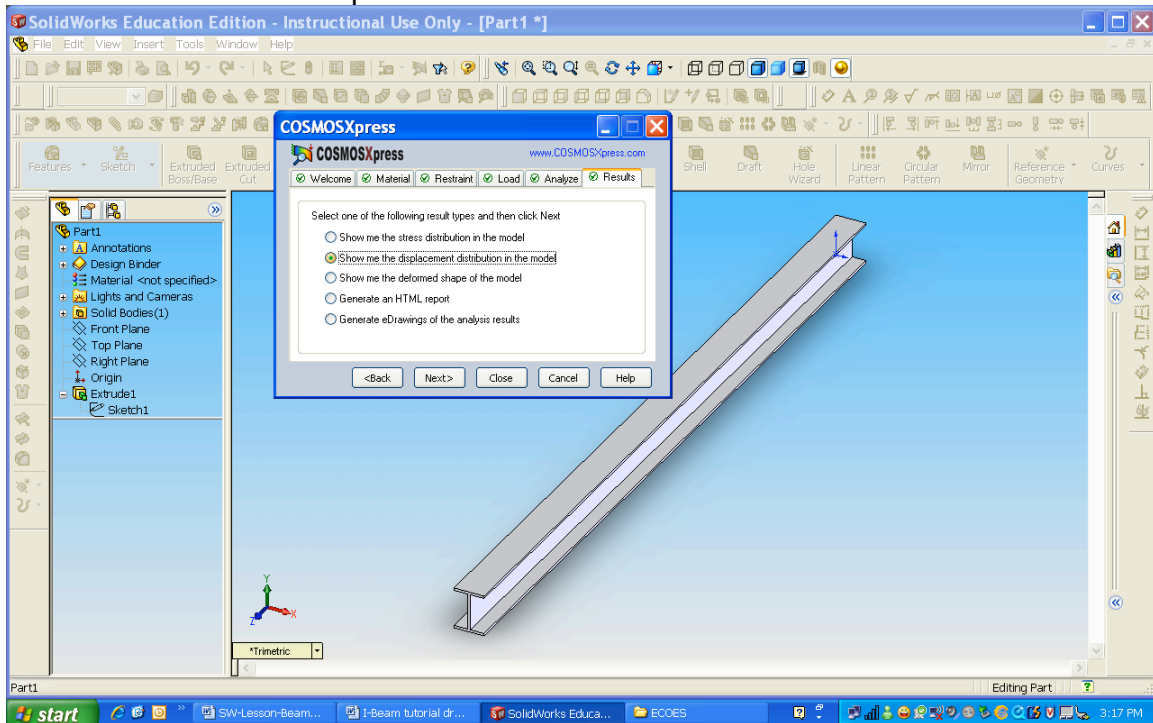 SolidWorks Education Edition - Instructional Use Only - [Part1 *]
File Edit View Insert Tools Window Help
COSMOSXpress
Features Sketch Extruded Boss/Base Extruded Cut Shell Draft Hole Wizard Linear Pattern Circular Pattern Mirror Reference Geometry Curves
COSMOSXpress www.COSMOSXpress.com
Welcome Material Restraint Load Analyze Results
Select one of the following result types and then click Next
Show me the stress distribution in the model
Show me the displacement distribution in the model
Show me the deformed shape of the model
Generate an HTML report
Generate eDrawings of the analysis results
<Back Next> Close Cancel Help
Part1
Annotations
Design Binder
Material <not specified>
Lights and Cameras
Solid Bodies(1)
Front Plane
Top Plane
Right Plane
Origin
Extrude1
Sketch1
Y
X
Z
*Trimetric
Part1 Editing Part
start SW-Lesson-Beam... I-Beam tutorial dr... SolidWorks Educa... ECOES 3:17 PM